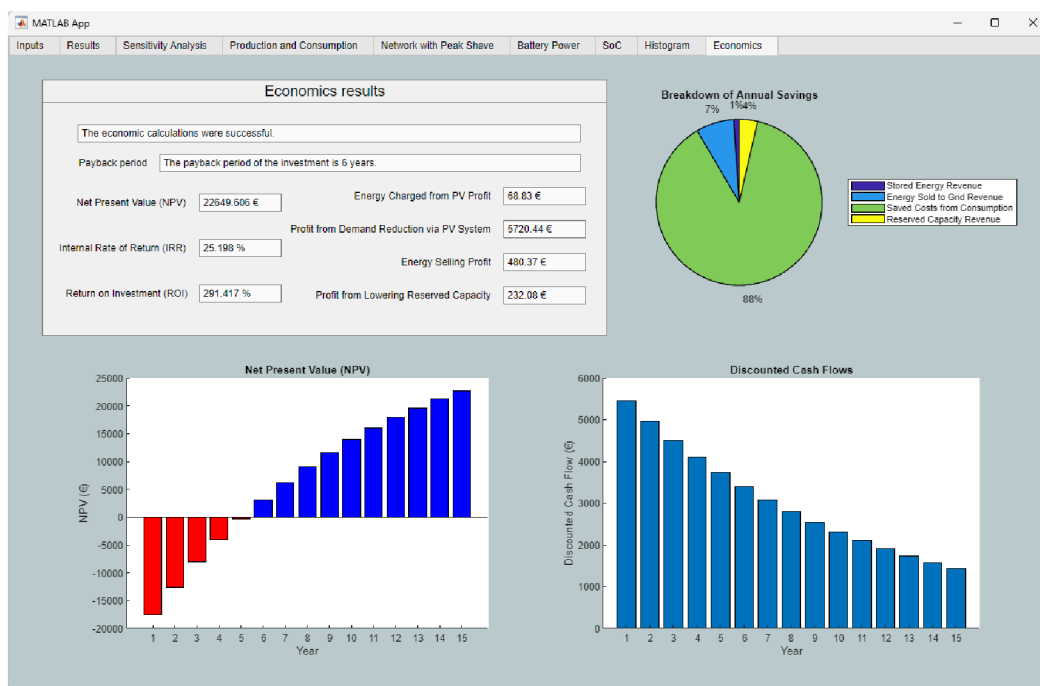 MATLAB App
Inputs Results Sensitivity Analysis Production and Consumption Network with Peak Shave Battery Power SoC Histogram Economics
Economics results
The economic calculations were successful.
Payback period The payback period of the investment is 6 years.
Net Present Value (NPV) 22649.606 €
Internal Rate of Return (IRR) 25.198 %
Return on Investment (ROI) 291.417 %
Energy Charged from PV Profit 68.83 €
Profit from Demand Reduction via PV System 5720.44 €
Energy Selling Profit 480.37 €
Profit from Lowering Reserved Capacity 232.08 €
Breakdown of Annual Savings
7% 1% 4%
88%
Stored Energy Revenue
Energy Sold to Grid Revenue
Saved Costs from Consumption
Reserved Capacity Revenue
Net Present Value (NPV)
NPV (€)
25000
20000
15000
10000
5000
0
-5000
-10000
-15000
-20000
1 2 3 4 5 6 7 8 9 10 11 12 13 14 15
Year
Discounted Cash Flows
Discounted Cash Flow (€)
6000
5000
4000
3000
2000
1000
0
1 2 3 4 5 6 7 8 9 10 11 12 13 14 15
Year